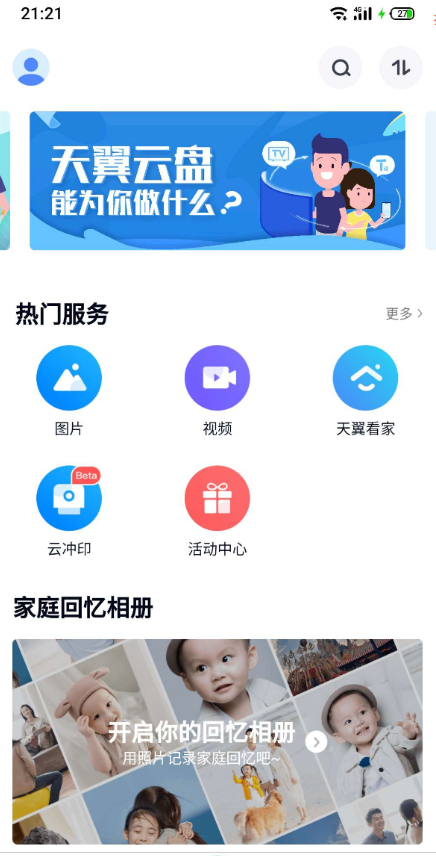 21:21
4G
27
天翼云盘
能为你做什么?
TV
热门服务
更多
图片
视频
天翼看家
Beta
云冲印
活动中心
家庭回忆相册
开启你的回忆相册
用照片记录家庭回忆吧~